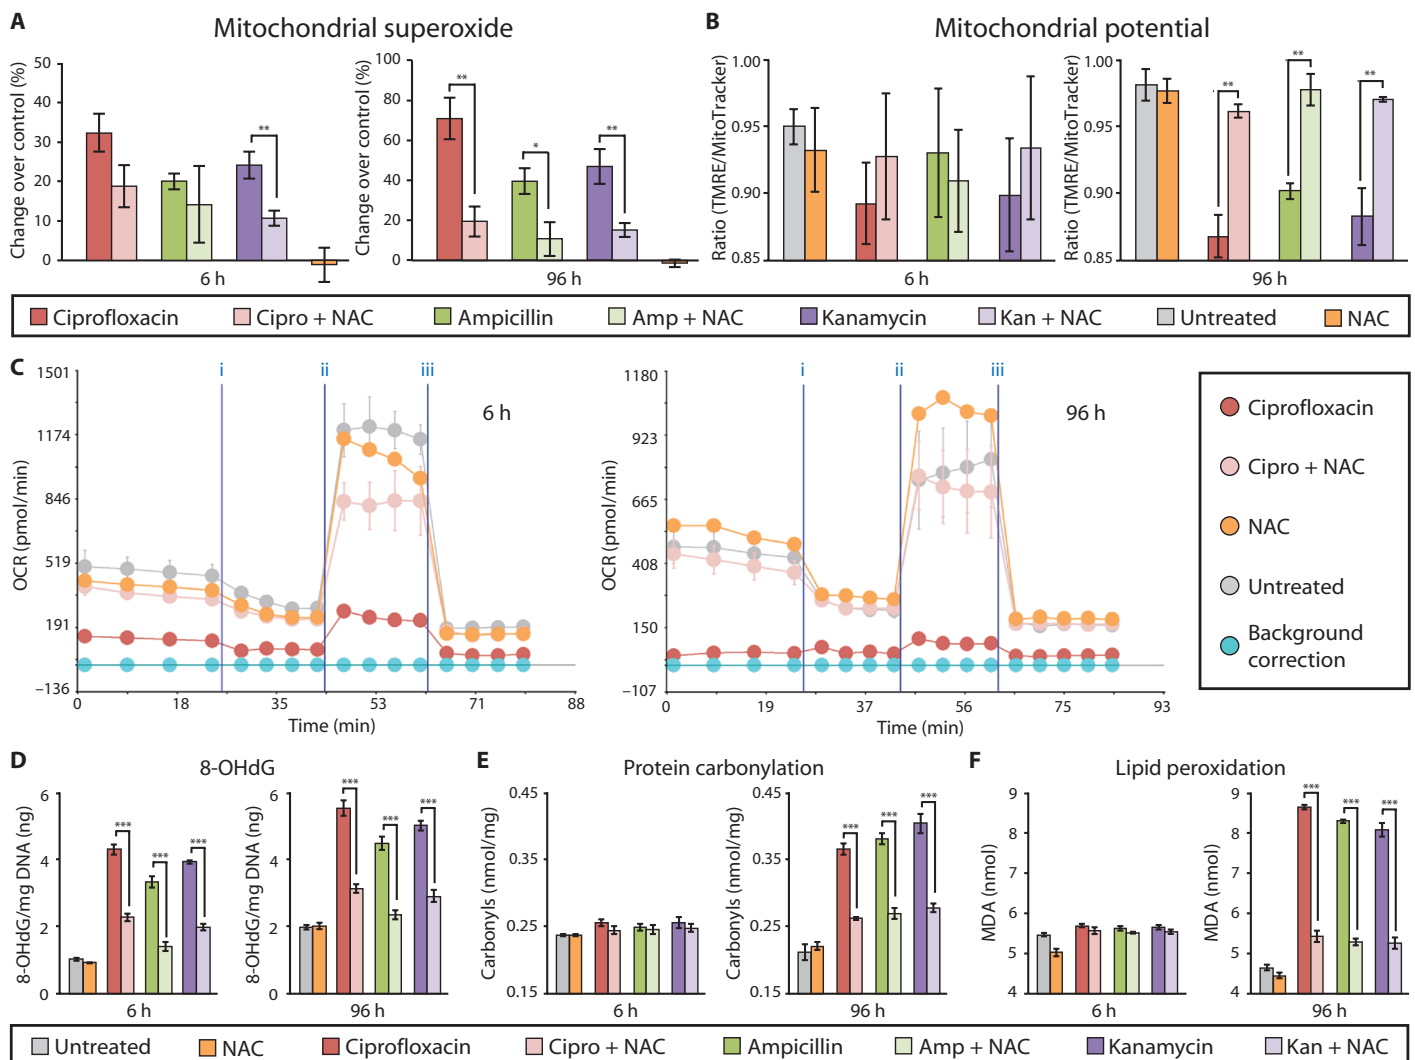 A
Mitochondrial superoxide
B
Mitochondrial potential
Change over control (%)
50
40
30
20
10
0
**
6 h
Change over control (%)
100
80
60
40
20
0
**
*
**
96 h
Ratio (TMRE/MitoTracker)
1.00
0.95
0.90
0.85
6 h
Ratio (TMRE/MitoTracker)
1.00
0.95
0.90
0.85
**
**
**
96 h
Ciprofloxacin
Cipro + NAC
Ampicillin
Amp + NAC
Kanamycin
Kan + NAC
Untreated
NAC
C
OCR (pmol/min)
1501
1174
846
519
191
−136
i
ii
iii
6 h
0
18
35
53
71
88
Time (min)
OCR (pmol/min)
1180
923
665
408
150
−107
i
ii
iii
96 h
0
19
37
56
75
93
Time (min)
Ciprofloxacin
Cipro + NAC
NAC
Untreated
Background
correction
D
8-OHdG
8-OHdG/mg DNA (ng)
6
4
2
0
***
***
***
6 h
8-OHdG/mg DNA (ng)
6
4
2
0
***
***
***
96 h
E
Protein carbonylation
Carbonyls (nmol/mg)
0.45
0.35
0.25
0.15
6 h
Carbonyls (nmol/mg)
0.45
0.35
0.25
0.15
***
***
***
96 h
F
Lipid peroxidation
MDA (nmol)
9
8
7
6
5
4
6 h
MDA (nmol)
9
8
7
6
5
4
***
***
***
96 h
Untreated
NAC
Ciprofloxacin
Cipro + NAC
Ampicillin
Amp + NAC
Kanamycin
Kan + NAC